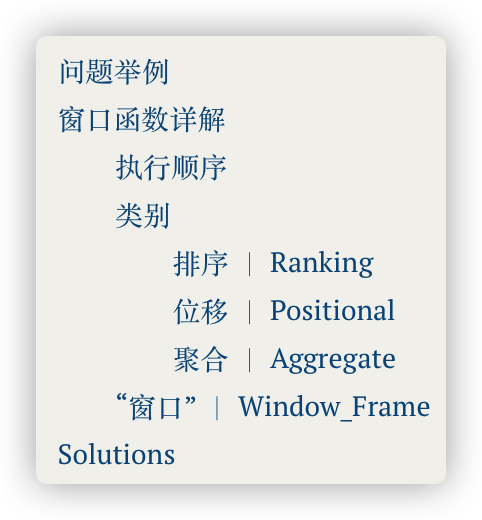 问题举例
窗口函数详解
执行顺序
类别
排序 | Ranking
位移 | Positional
聚合 | Aggregate
“窗口” | Window_Frame
Solutions